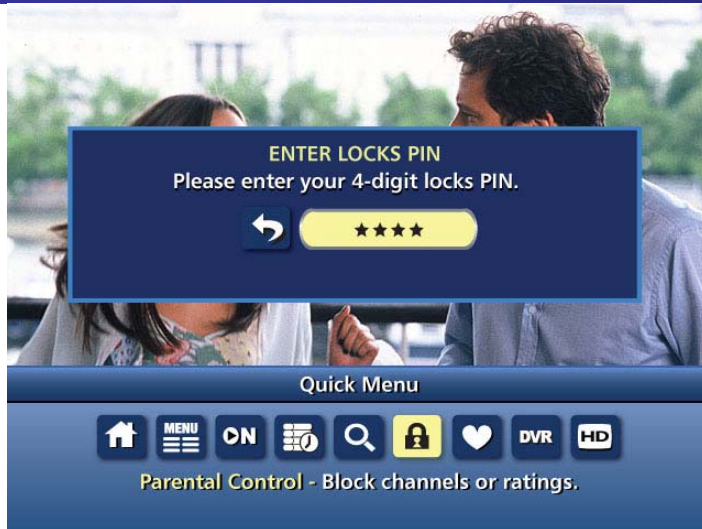 ENTER LOCKS PIN
Please enter your 4-digit locks PIN.
★★★★
Quick Menu
MENU ON DVR HD
Parental Control - Block channels or ratings.